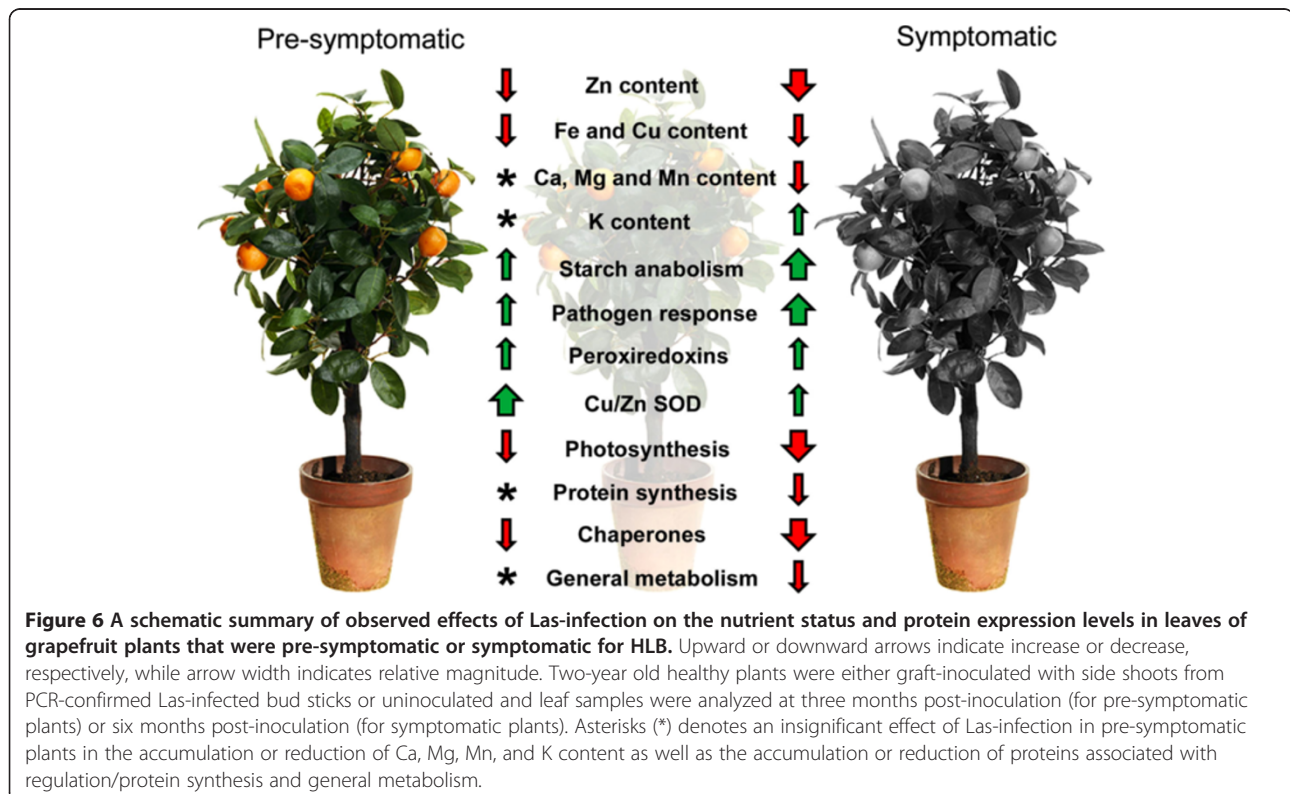 Pre-symptomatic
Symptomatic
Zn content
Fe and Cu content
* Ca, Mg and Mn content
* K content
Starch anabolism
Pathogen response
Peroxiredoxins
Cu/Zn SOD
Photosynthesis
* Protein synthesis
Chaperones
* General metabolism
Figure 6 A schematic summary of observed effects of Las-infection on the nutrient status and protein expression levels in leaves of
grapefruit plants that were pre-symptomatic or symptomatic for HLB. Upward or downward arrows indicate increase or decrease,
respectively, while arrow width indicates relative magnitude. Two-year old healthy plants were either graft-inoculated with side shoots from
PCR-confirmed Las-infected bud sticks or uninoculated and leaf samples were analyzed at three months post-inoculation (for pre-symptomatic
plants) or six months post-inoculation (for symptomatic plants). Asterisks (*) denotes an insignificant effect of Las-infection in pre-symptomatic
plants in the accumulation or reduction of Ca, Mg, Mn, and K content as well as the accumulation or reduction of proteins associated with
regulation/protein synthesis and general metabolism.